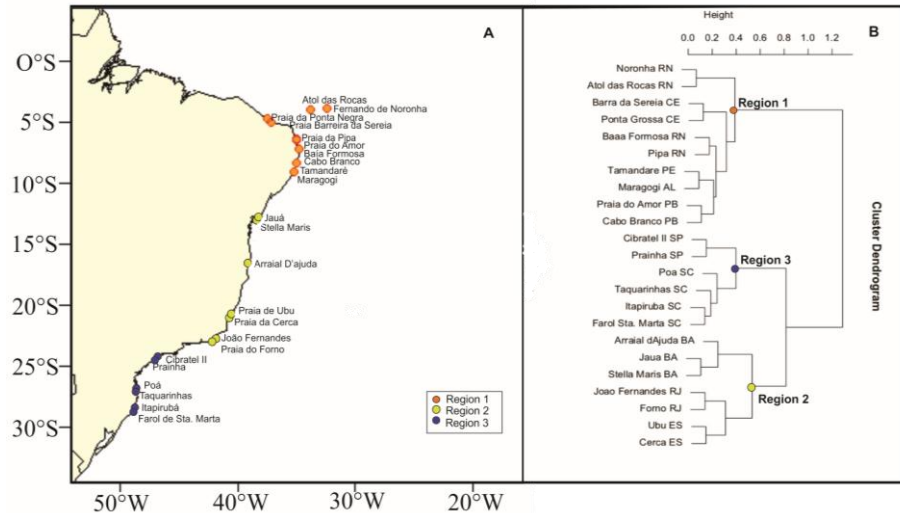 A
O°S
5°S
10°S
15°S
20°S
25°S
30°S
50°W
40°W
30°W
20°W
Atol das Rocas
Fernando de Noronha
Praia da Ponta Negra
Praia Barreira da Sereia
Praia da Pipa
Praia do Amor
Baía Formosa
Cabo Branco
Tamandaré
Maragogi
Jauá
Stella Maris
Arraial D'ajuda
Praia de Ubu
Praia da Cerca
João Fernandes
Praia do Forno
Cibratel II
Prainha
Poá
Taquarinhas
Itapirubá
Farol de Sta. Marta
Region 1
Region 2
Region 3
Height
B
0.0 0.2 0.4 0.6 0.8 1.2
Noronha RN
Atol das Rocas RN
Barra da Sereia CE
Ponta Grossa CE
Baaa Formosa RN
Pipa RN
Tamandare PE
Maragogi AL
Praia do Amor PB
Cabo Branco PB
Cibratel II SP
Prainha SP
Poa SC
Taquarinhas SC
Itapiruba SC
Farol Sta. Marta SC
Arraial dAjuda BA
Jaua BA
Stella Maris BA
Joao Fernandes RJ
Forno RJ
Ubu ES
Cerca ES
Region 1
Region 3
Region 2
Cluster Dendrogram